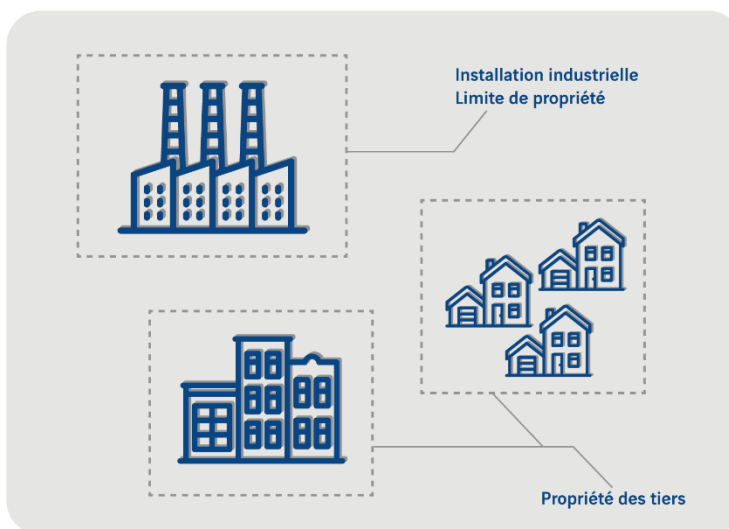 Installation industrielle
Limite de propriété
Propriété des tiers